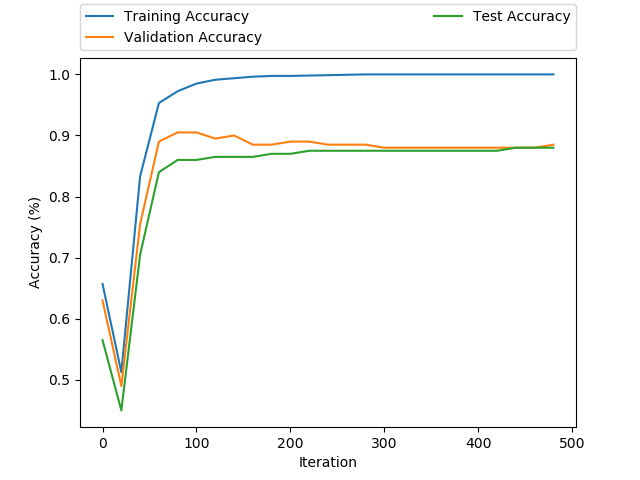 Training Accuracy
Validation Accuracy
Test Accuracy
1.0
0.9
0.8
0.7
0.6
0.5
Accuracy (%)
0 100 200 300 400 500
Iteration